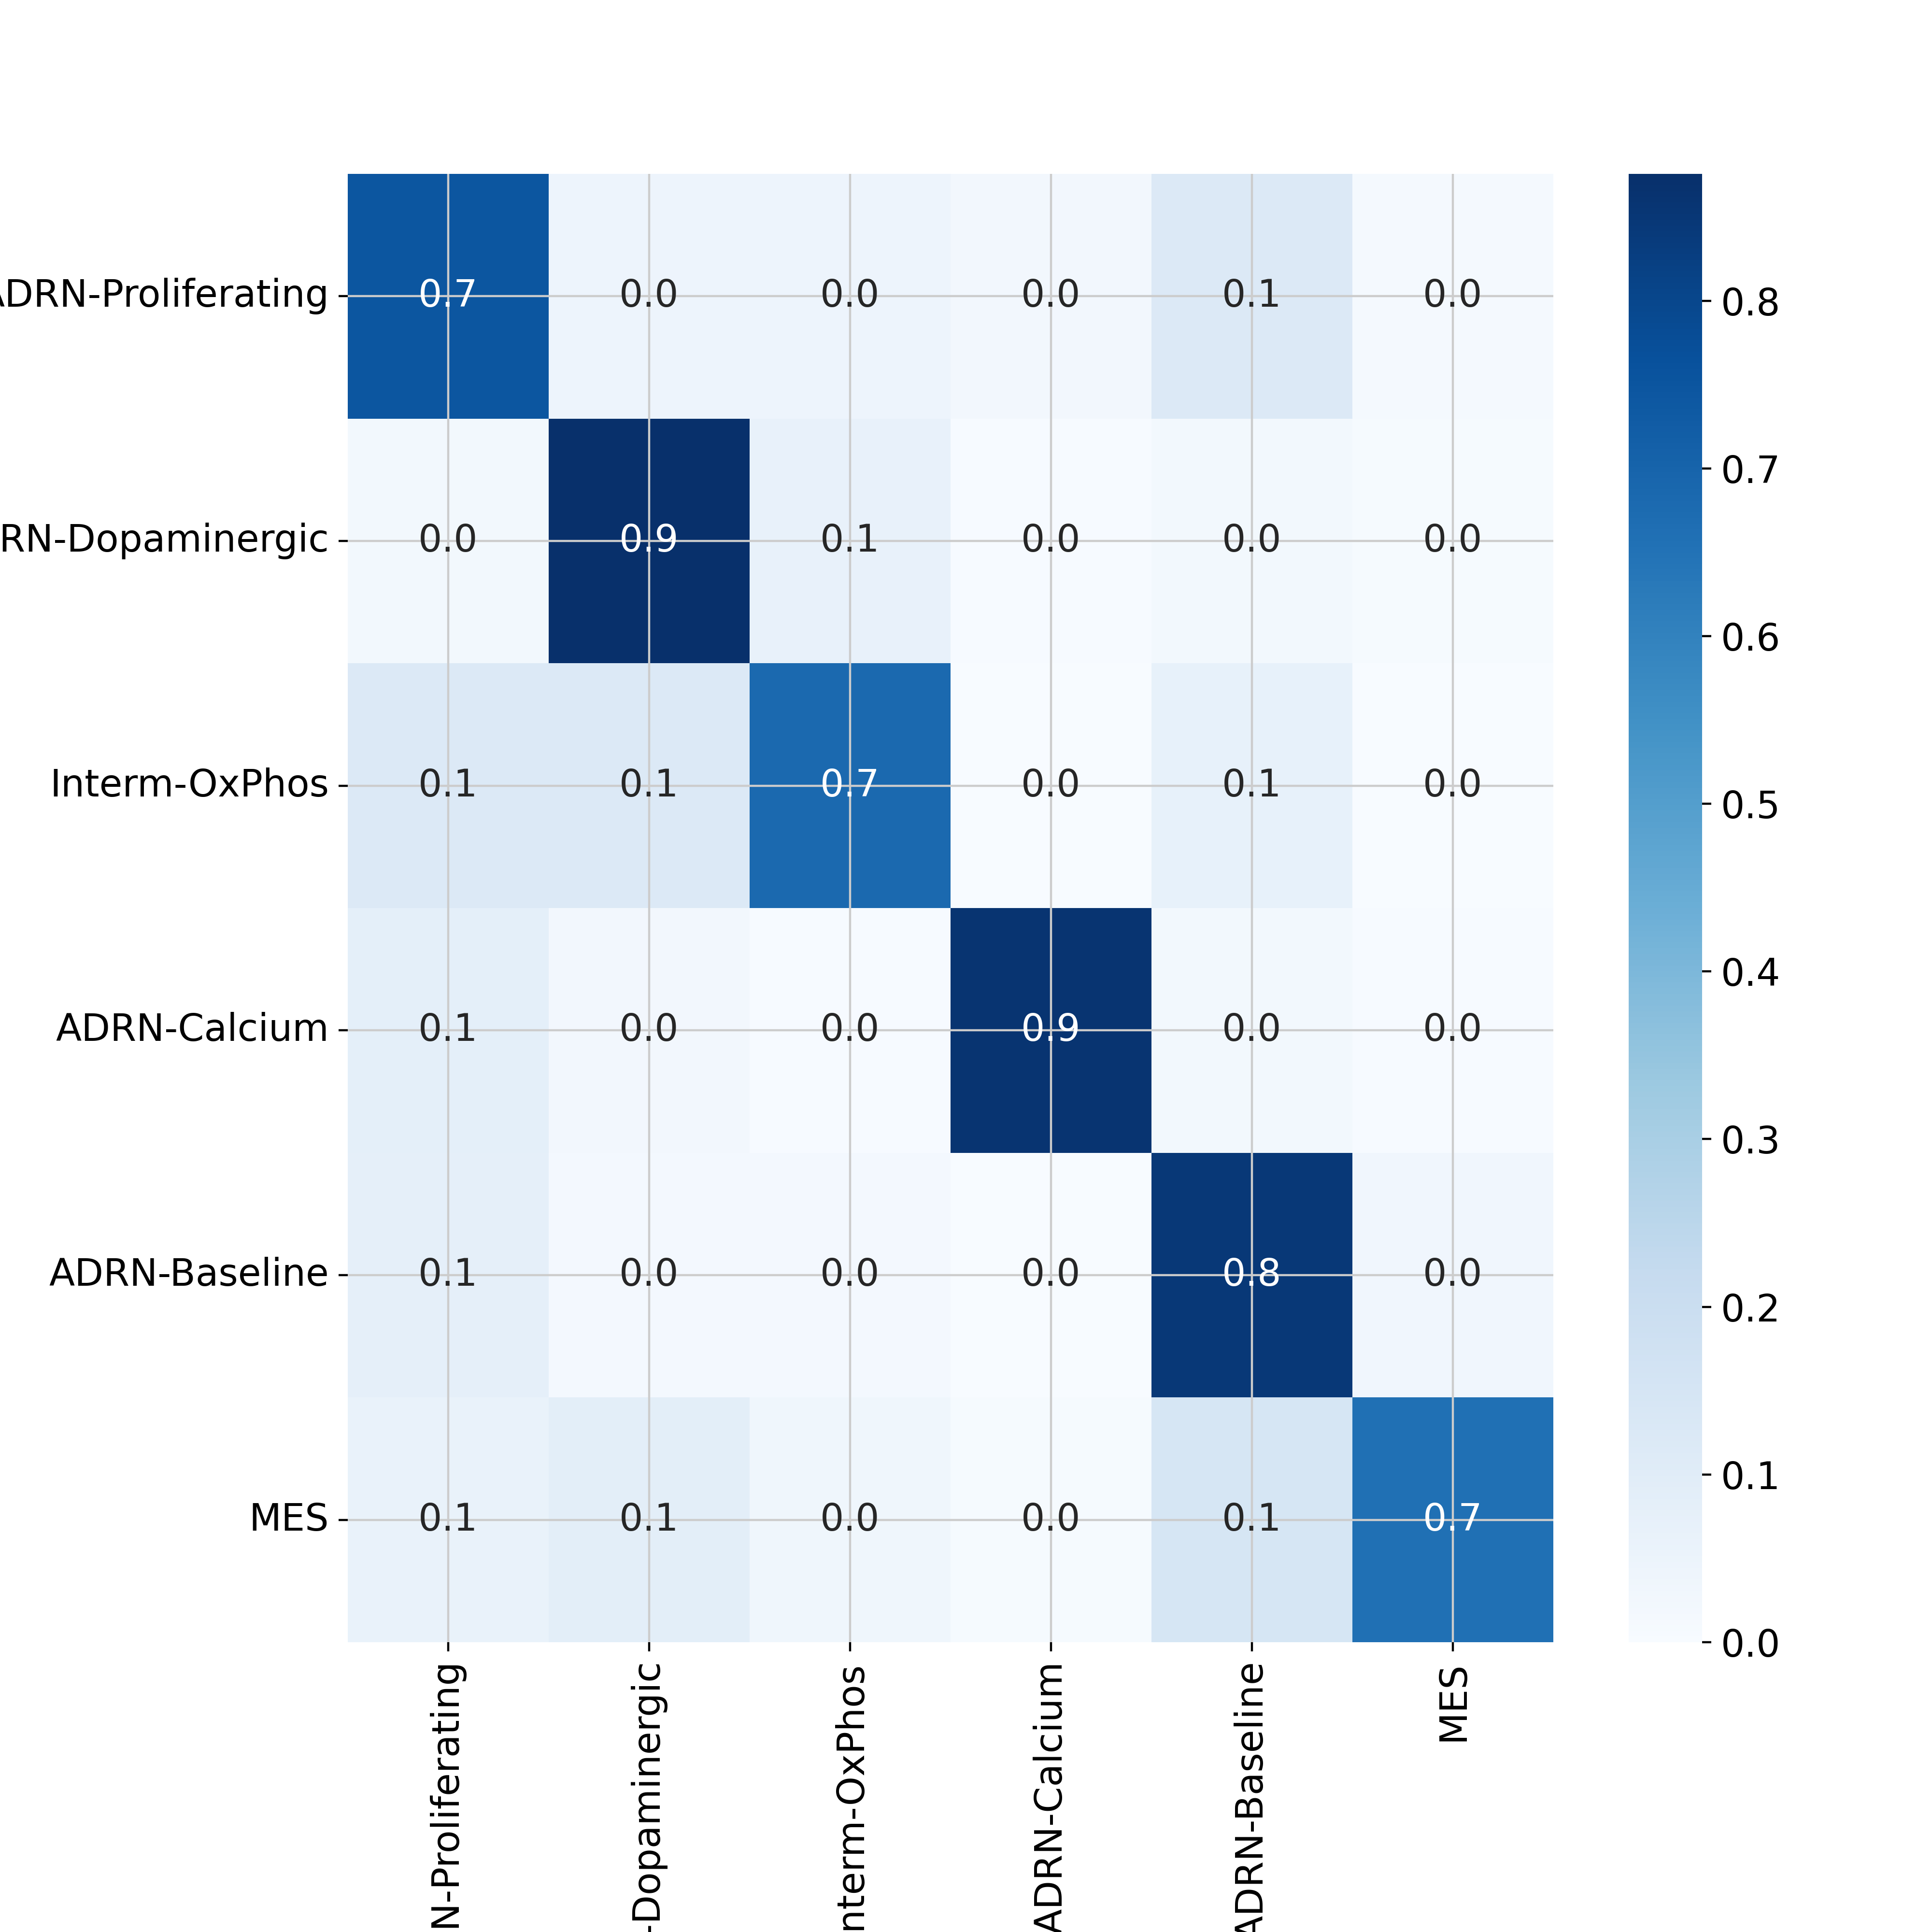 ADRN-Proliferating 0.7 0.0 0.0 0.0 0.1 0.0
RN-Dopaminergic 0.0 0.9 0.1 0.0 0.0 0.0
Interm-OxPhos 0.1 0.1 0.7 0.0 0.1 0.0
ADRN-Calcium 0.1 0.0 0.0 0.9 0.0 0.0
ADRN-Baseline 0.1 0.0 0.0 0.0 0.8 0.0
MES 0.1 0.1 0.0 0.0 0.1 0.7
N-Proliferating
-Dopaminergic
nterm-OxPhos
ADRN-Calcium
ADRN-Baseline
MES
0.8
0.7
0.6
0.5
0.4
0.3
0.2
0.1
0.0